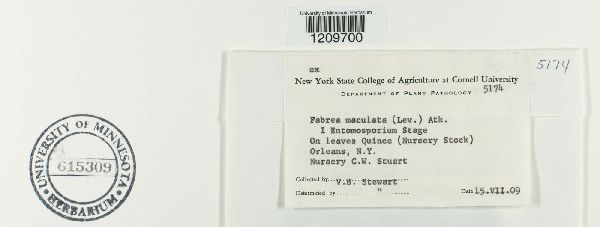 University of Minnesota Herbarium
1209700
5174
ex
New York State College of Agriculture at Cornell University
DEPARTMENT OF PLANT PATHOLOGY 5174
Fabrea maculata (Lev.) Atk.
I Entomosporium Stage
On leaves Quince (Nursery Stock)
Orleans, N.Y.
Nursery C.W. Stuart
Collected by V.B. Stewart
Determined by "
Date 15.VII.09
UNIVERSITY OF MINNESOTA
615309
HERBARIUM